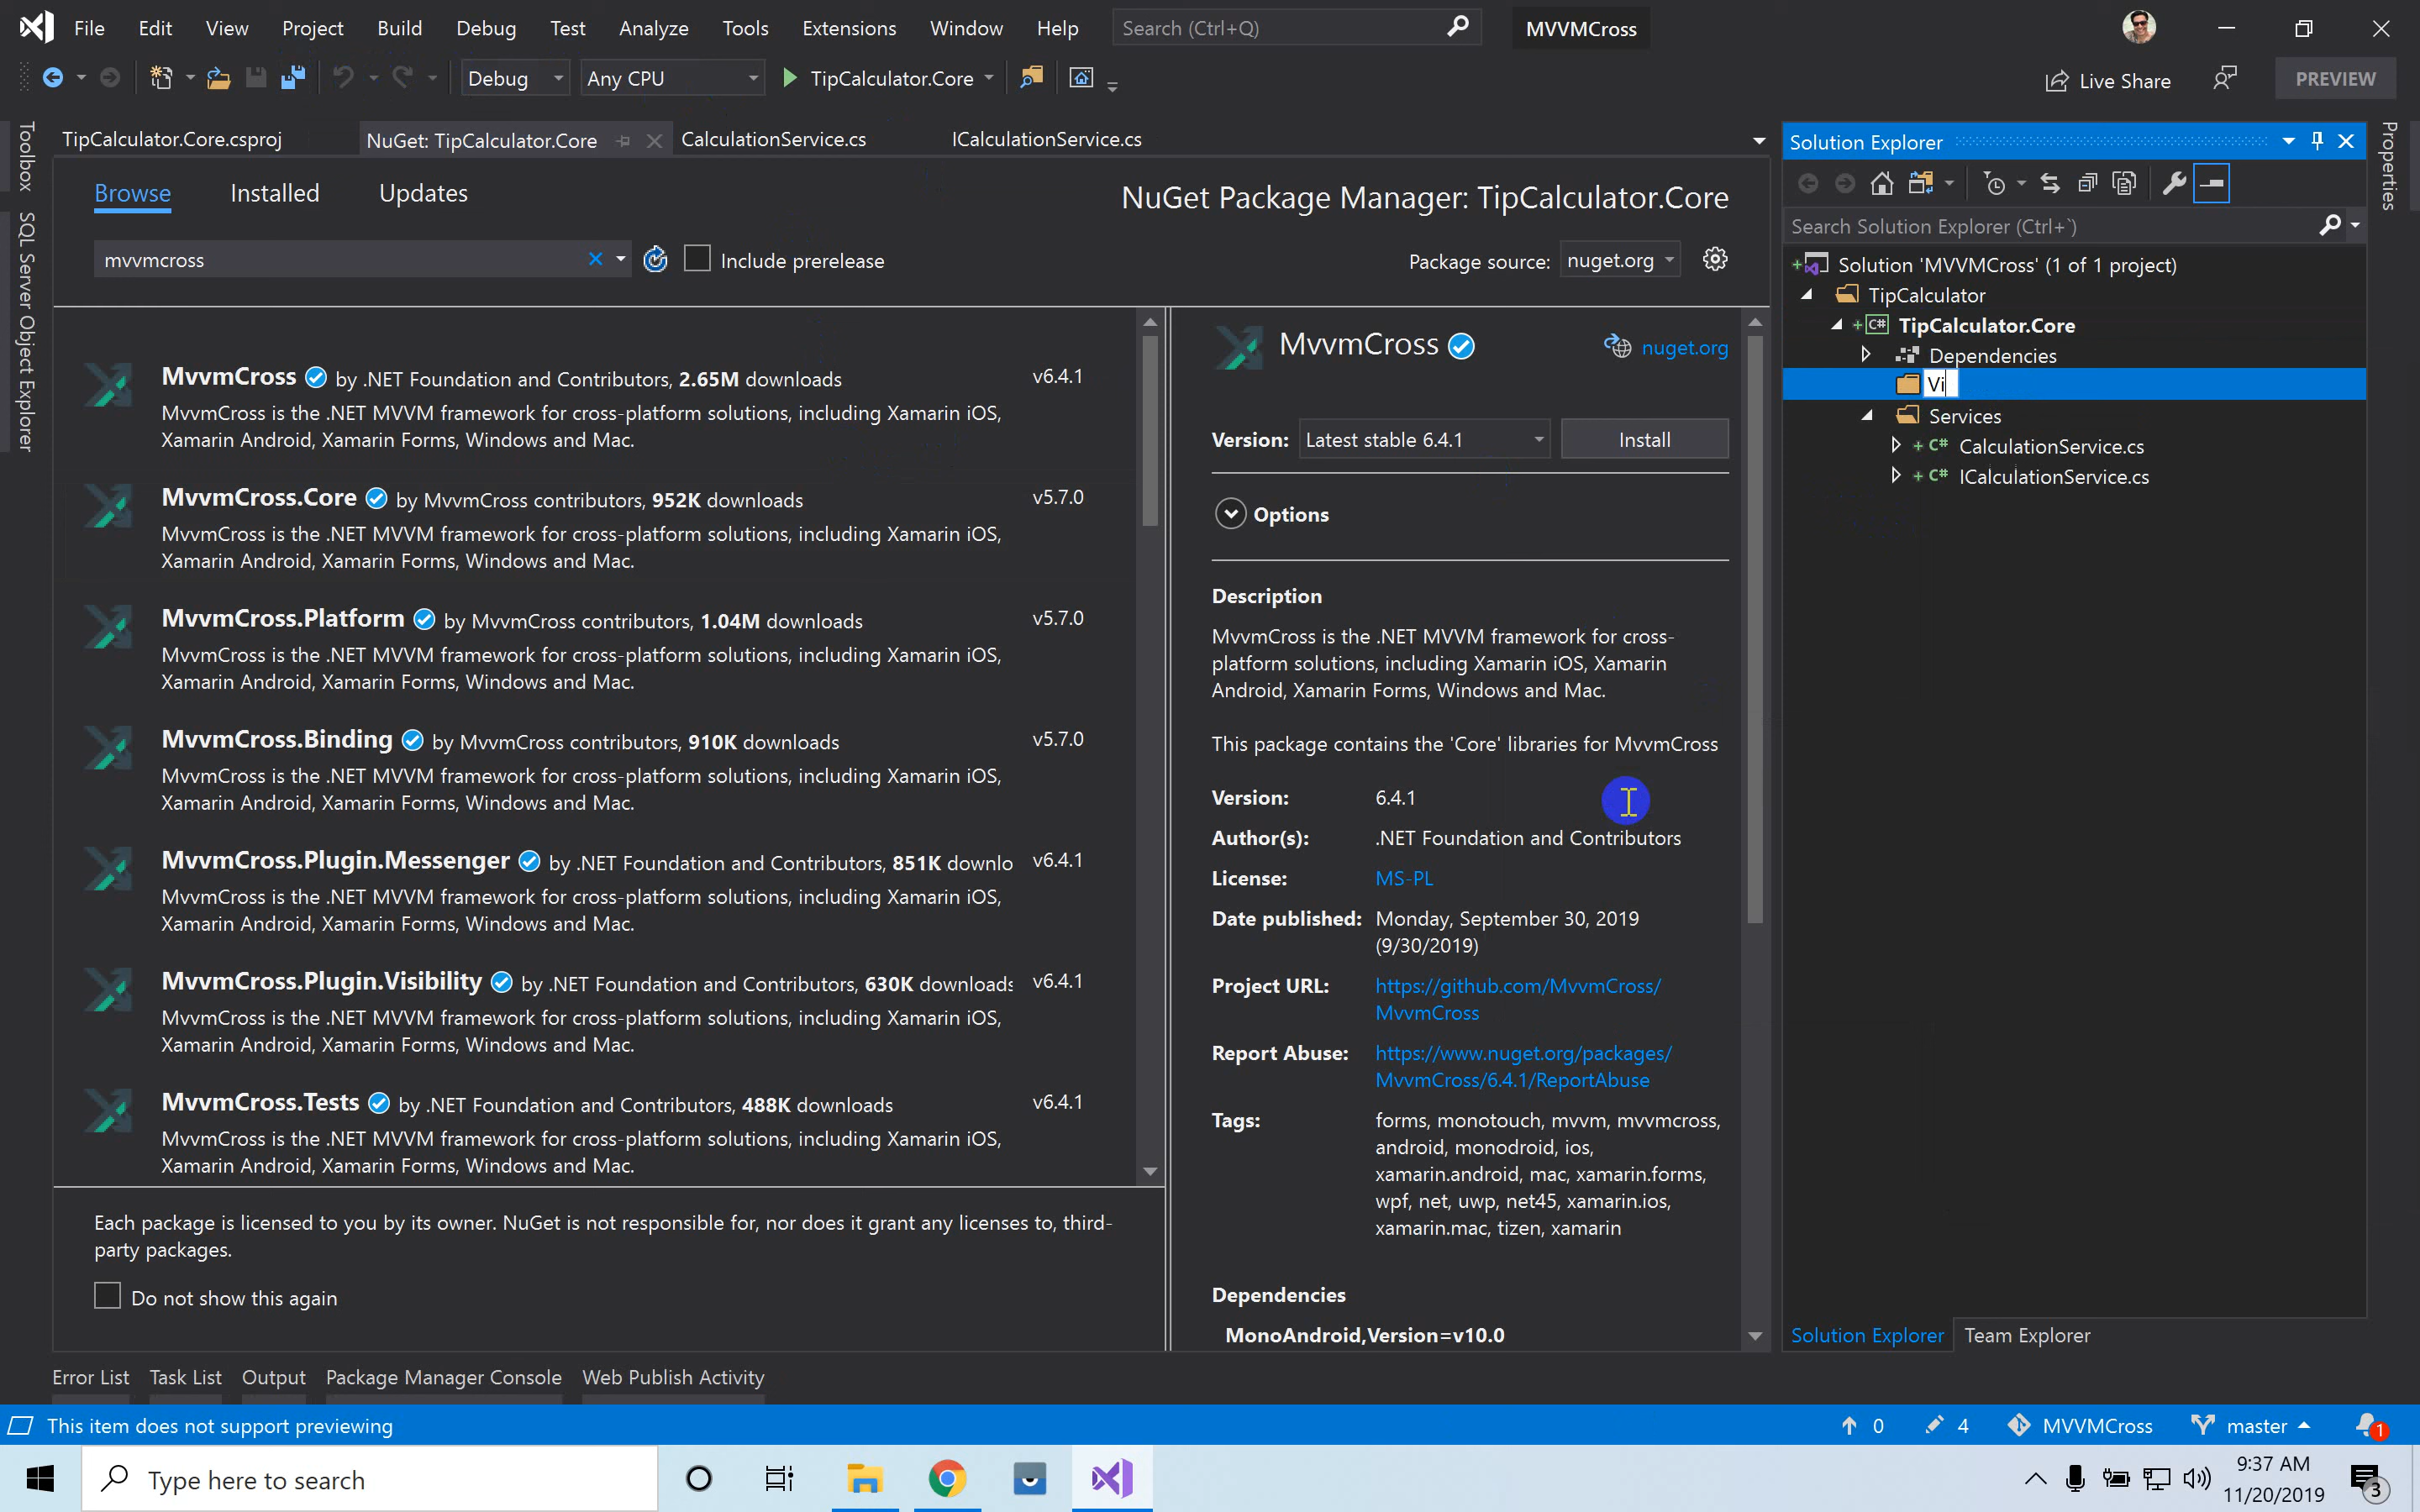 File Edit View Project Build Debug Test Analyze Tools Extensions Window Help Search (Ctrl+Q) MVVMCross
Debug Any CPU TipCalculator.Core Live Share PREVIEW
Toolbox
SQL Server Object Explorer
TipCalculator.Core.csproj NuGet: TipCalculator.Core CalculationService.cs ICalculationService.cs
Browse Installed Updates
NuGet Package Manager: TipCalculator.Core
mvvmcross Include prerelease Package source: nuget.org
MvvmCross by .NET Foundation and Contributors, 2.65M downloads v6.4.1
MvvmCross is the .NET MVVM framework for cross-platform solutions, including Xamarin iOS,
Xamarin Android, Xamarin Forms, Windows and Mac.
MvvmCross.Core by MvvmCross contributors, 952K downloads v5.7.0
MvvmCross is the .NET MVVM framework for cross-platform solutions, including Xamarin iOS,
Xamarin Android, Xamarin Forms, Windows and Mac.
MvvmCross.Platform by MvvmCross contributors, 1.04M downloads v5.7.0
MvvmCross is the .NET MVVM framework for cross-platform solutions, including Xamarin iOS,
Xamarin Android, Xamarin Forms, Windows and Mac.
MvvmCross.Binding by MvvmCross contributors, 910K downloads v5.7.0
MvvmCross is the .NET MVVM framework for cross-platform solutions, including Xamarin iOS,
Xamarin Android, Xamarin Forms, Windows and Mac.
MvvmCross.Plugin.Messenger by .NET Foundation and Contributors, 851K downlo v6.4.1
MvvmCross is the .NET MVVM framework for cross-platform solutions, including Xamarin iOS,
Xamarin Android, Xamarin Forms, Windows and Mac.
MvvmCross.Plugin.Visibility by .NET Foundation and Contributors, 630K downloads v6.4.1
MvvmCross is the .NET MVVM framework for cross-platform solutions, including Xamarin iOS,
Xamarin Android, Xamarin Forms, Windows and Mac.
MvvmCross.Tests by .NET Foundation and Contributors, 488K downloads v6.4.1
MvvmCross is the .NET MVVM framework for cross-platform solutions, including Xamarin iOS,
Xamarin Android, Xamarin Forms, Windows and Mac.
Each package is licensed to you by its owner. NuGet is not responsible for, nor does it grant any licenses to, third-
party packages.
Do not show this again
MvvmCross nuget.org
Version: Latest stable 6.4.1 Install
Options
Description
MvvmCross is the .NET MVVM framework for cross-
platform solutions, including Xamarin iOS, Xamarin
Android, Xamarin Forms, Windows and Mac.
This package contains the 'Core' libraries for MvvmCross
Version: 6.4.1
Author(s): .NET Foundation and Contributors
License: MS-PL
Date published: Monday, September 30, 2019
(9/30/2019)
Project URL: https://github.com/MvvmCross/
MvvmCross
Report Abuse: https://www.nuget.org/packages/
MvvmCross/6.4.1/ReportAbuse
Tags: forms, monotouch, mvvm, mvvmcross,
android, monodroid, ios,
xamarin.android, mac, xamarin.forms,
wpf, net, uwp, net45, xamarin.ios,
xamarin.mac, tizen, xamarin
Dependencies
MonoAndroid,Version=v10.0
Solution Explorer
Search Solution Explorer (Ctrl+`)
Solution 'MVVMCross' (1 of 1 project)
TipCalculator
TipCalculator.Core
Dependencies
Vi
Services
CalculationService.cs
ICalculationService.cs
Solution Explorer Team Explorer
Properties
Error List Task List Output Package Manager Console Web Publish Activity
This item does not support previewing 0 4 MVVMCross master 1
Type here to search 9:37 AM
11/20/2019 3